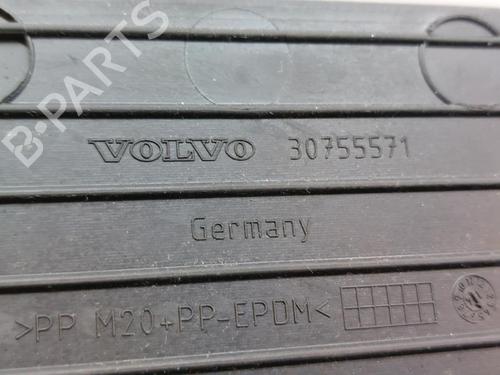 B-PARTS
VOLVO 30755571
Germany
>PP M20+PP-EPDM<